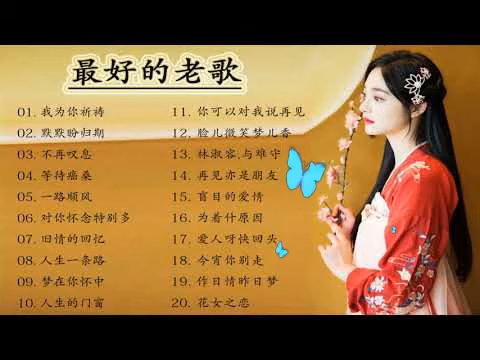 最好的老歌
01. 我为你祈祷
02. 默默盼归期
03. 不再叹息
04. 等待癌桑
05. 一路顺风
06. 对你怀念特别多
07. 旧情的回忆
08. 人生一条路
09. 梦在你怀中
10. 人生的门窗
11. 你可以对我说再见
12. 脸儿微笑梦儿香
13. 林淑容,与难守
14. 再见亦是朋友
15. 盲目的爱情
16. 为着什原因
17. 爱人呀快回头
18. 今宵你别走
19. 作日情昨日梦
20. 花女之恋